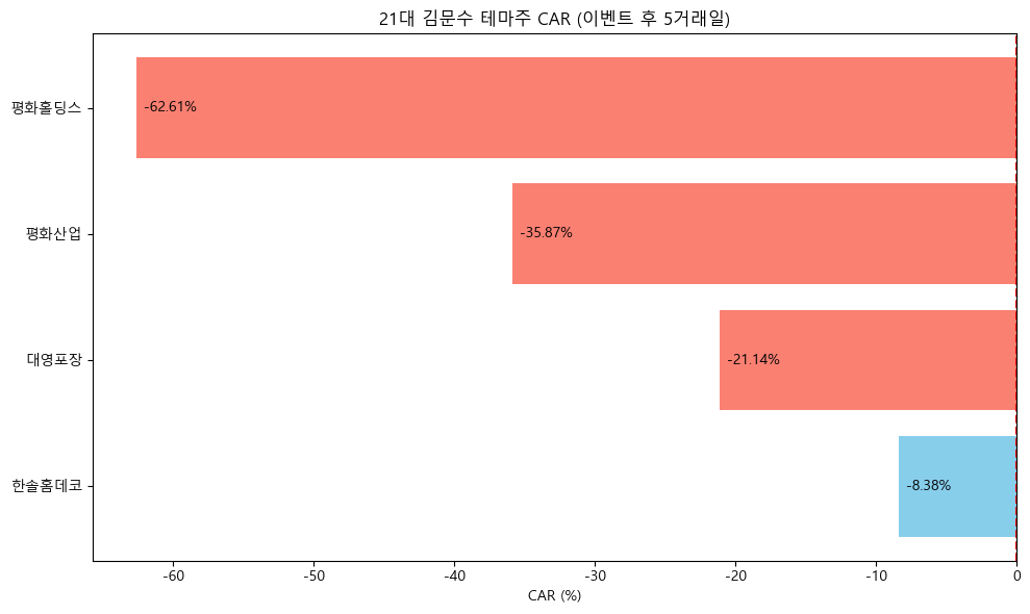 21대 김문수 테마주 CAR (이벤트 후 5거래일)
평화홀딩스
-62.61%
평화산업
-35.87%
대영포장
-21.14%
한솔홈데코
-8.38%
-60 -50 -40 -30 -20 -10 0
CAR (%)